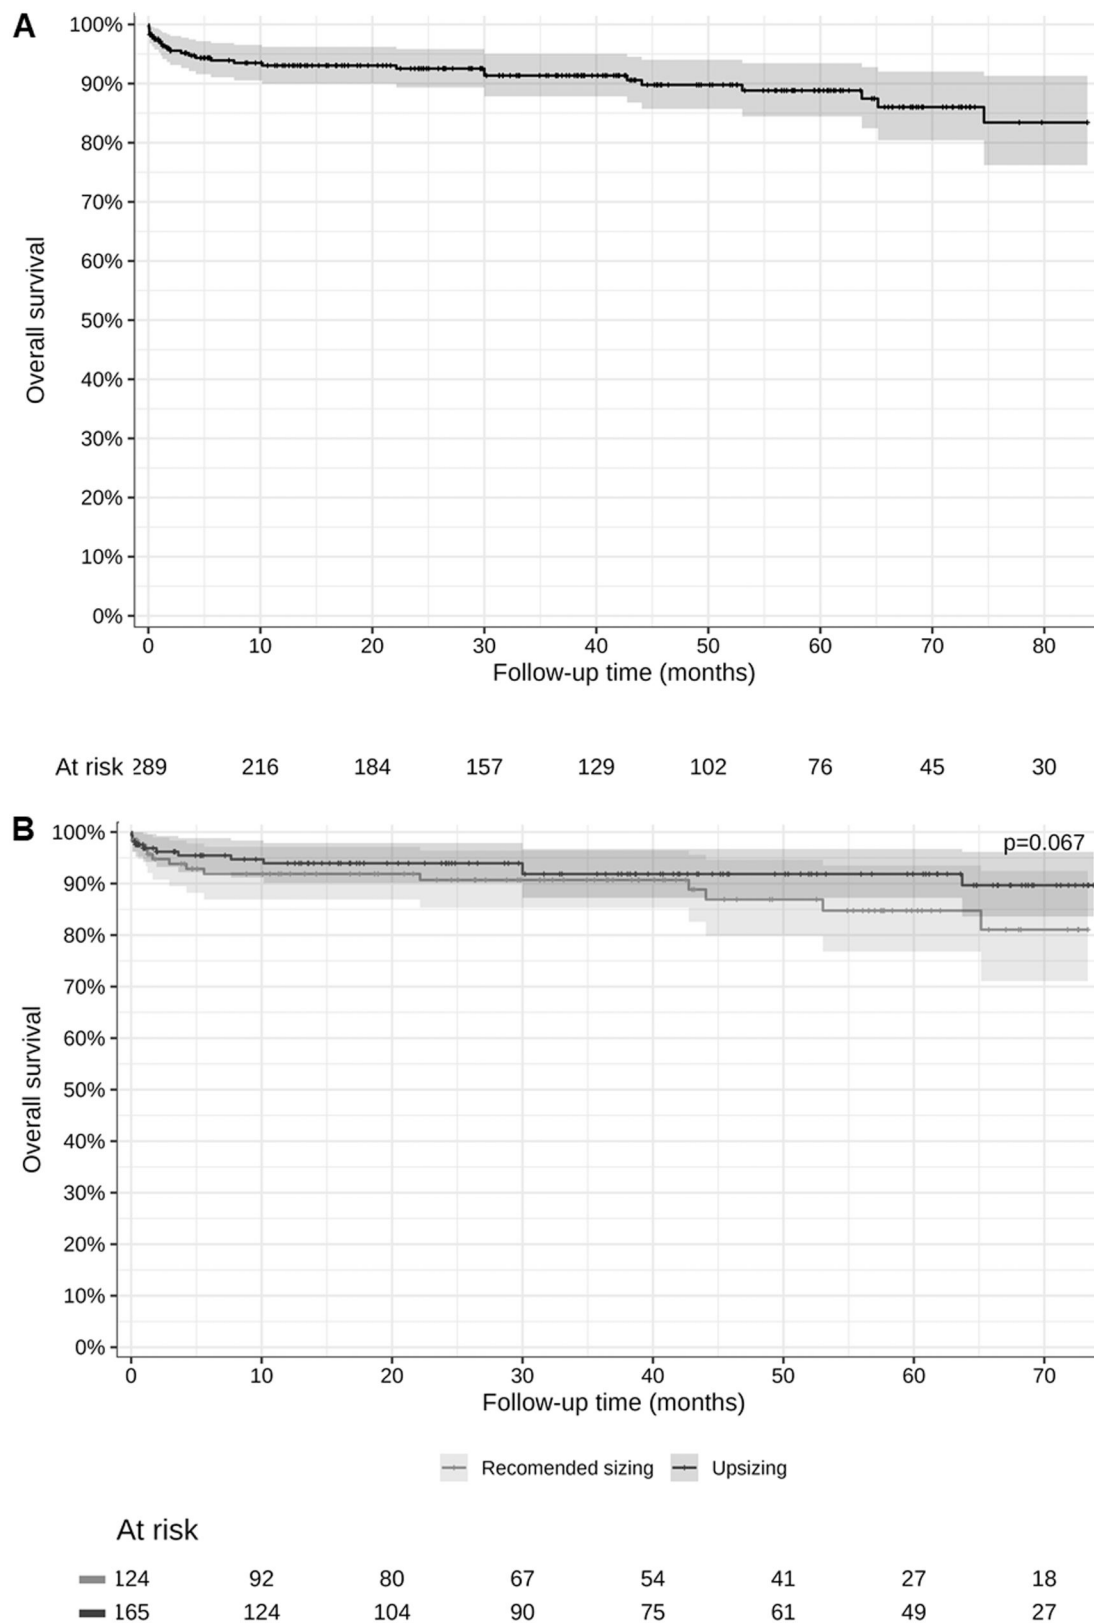 A
100%
90%
80%
70%
60%
50%
40%
30%
20%
10%
0%
Overall survival
0 10 20 30 40 50 60 70 80
Follow-up time (months)
At risk 289 216 184 157 129 102 76 45 30
B
p=0.067
100%
90%
80%
70%
60%
50%
40%
30%
20%
10%
0%
Overall survival
0 10 20 30 40 50 60 70
Follow-up time (months)
Recomended sizing Upsizing
At risk
124 92 80 67 54 41 27 18
165 124 104 90 75 61 49 27